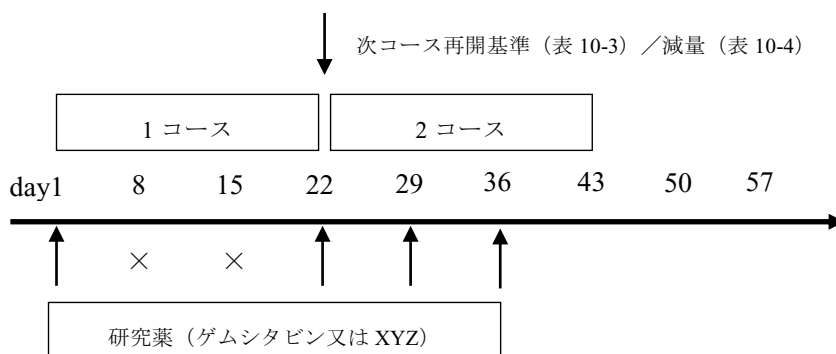 次コース再開基準（表 10-3）／減量（表 10-4）
1 コース 2 コース
day1 8 15 22 29 36 43 50 57
× ×
研究薬（ゲムシタビン又は XYZ）